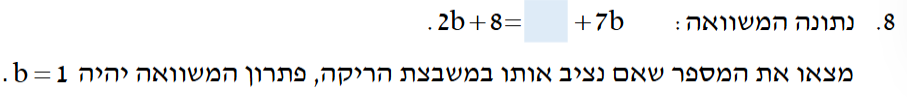 8. נתונה המשוואה: 2b+8= +7b.
מצאו את המספר שאם נציב אותו במשבצת הריקה, פתרון המשוואה יהיה b=1.